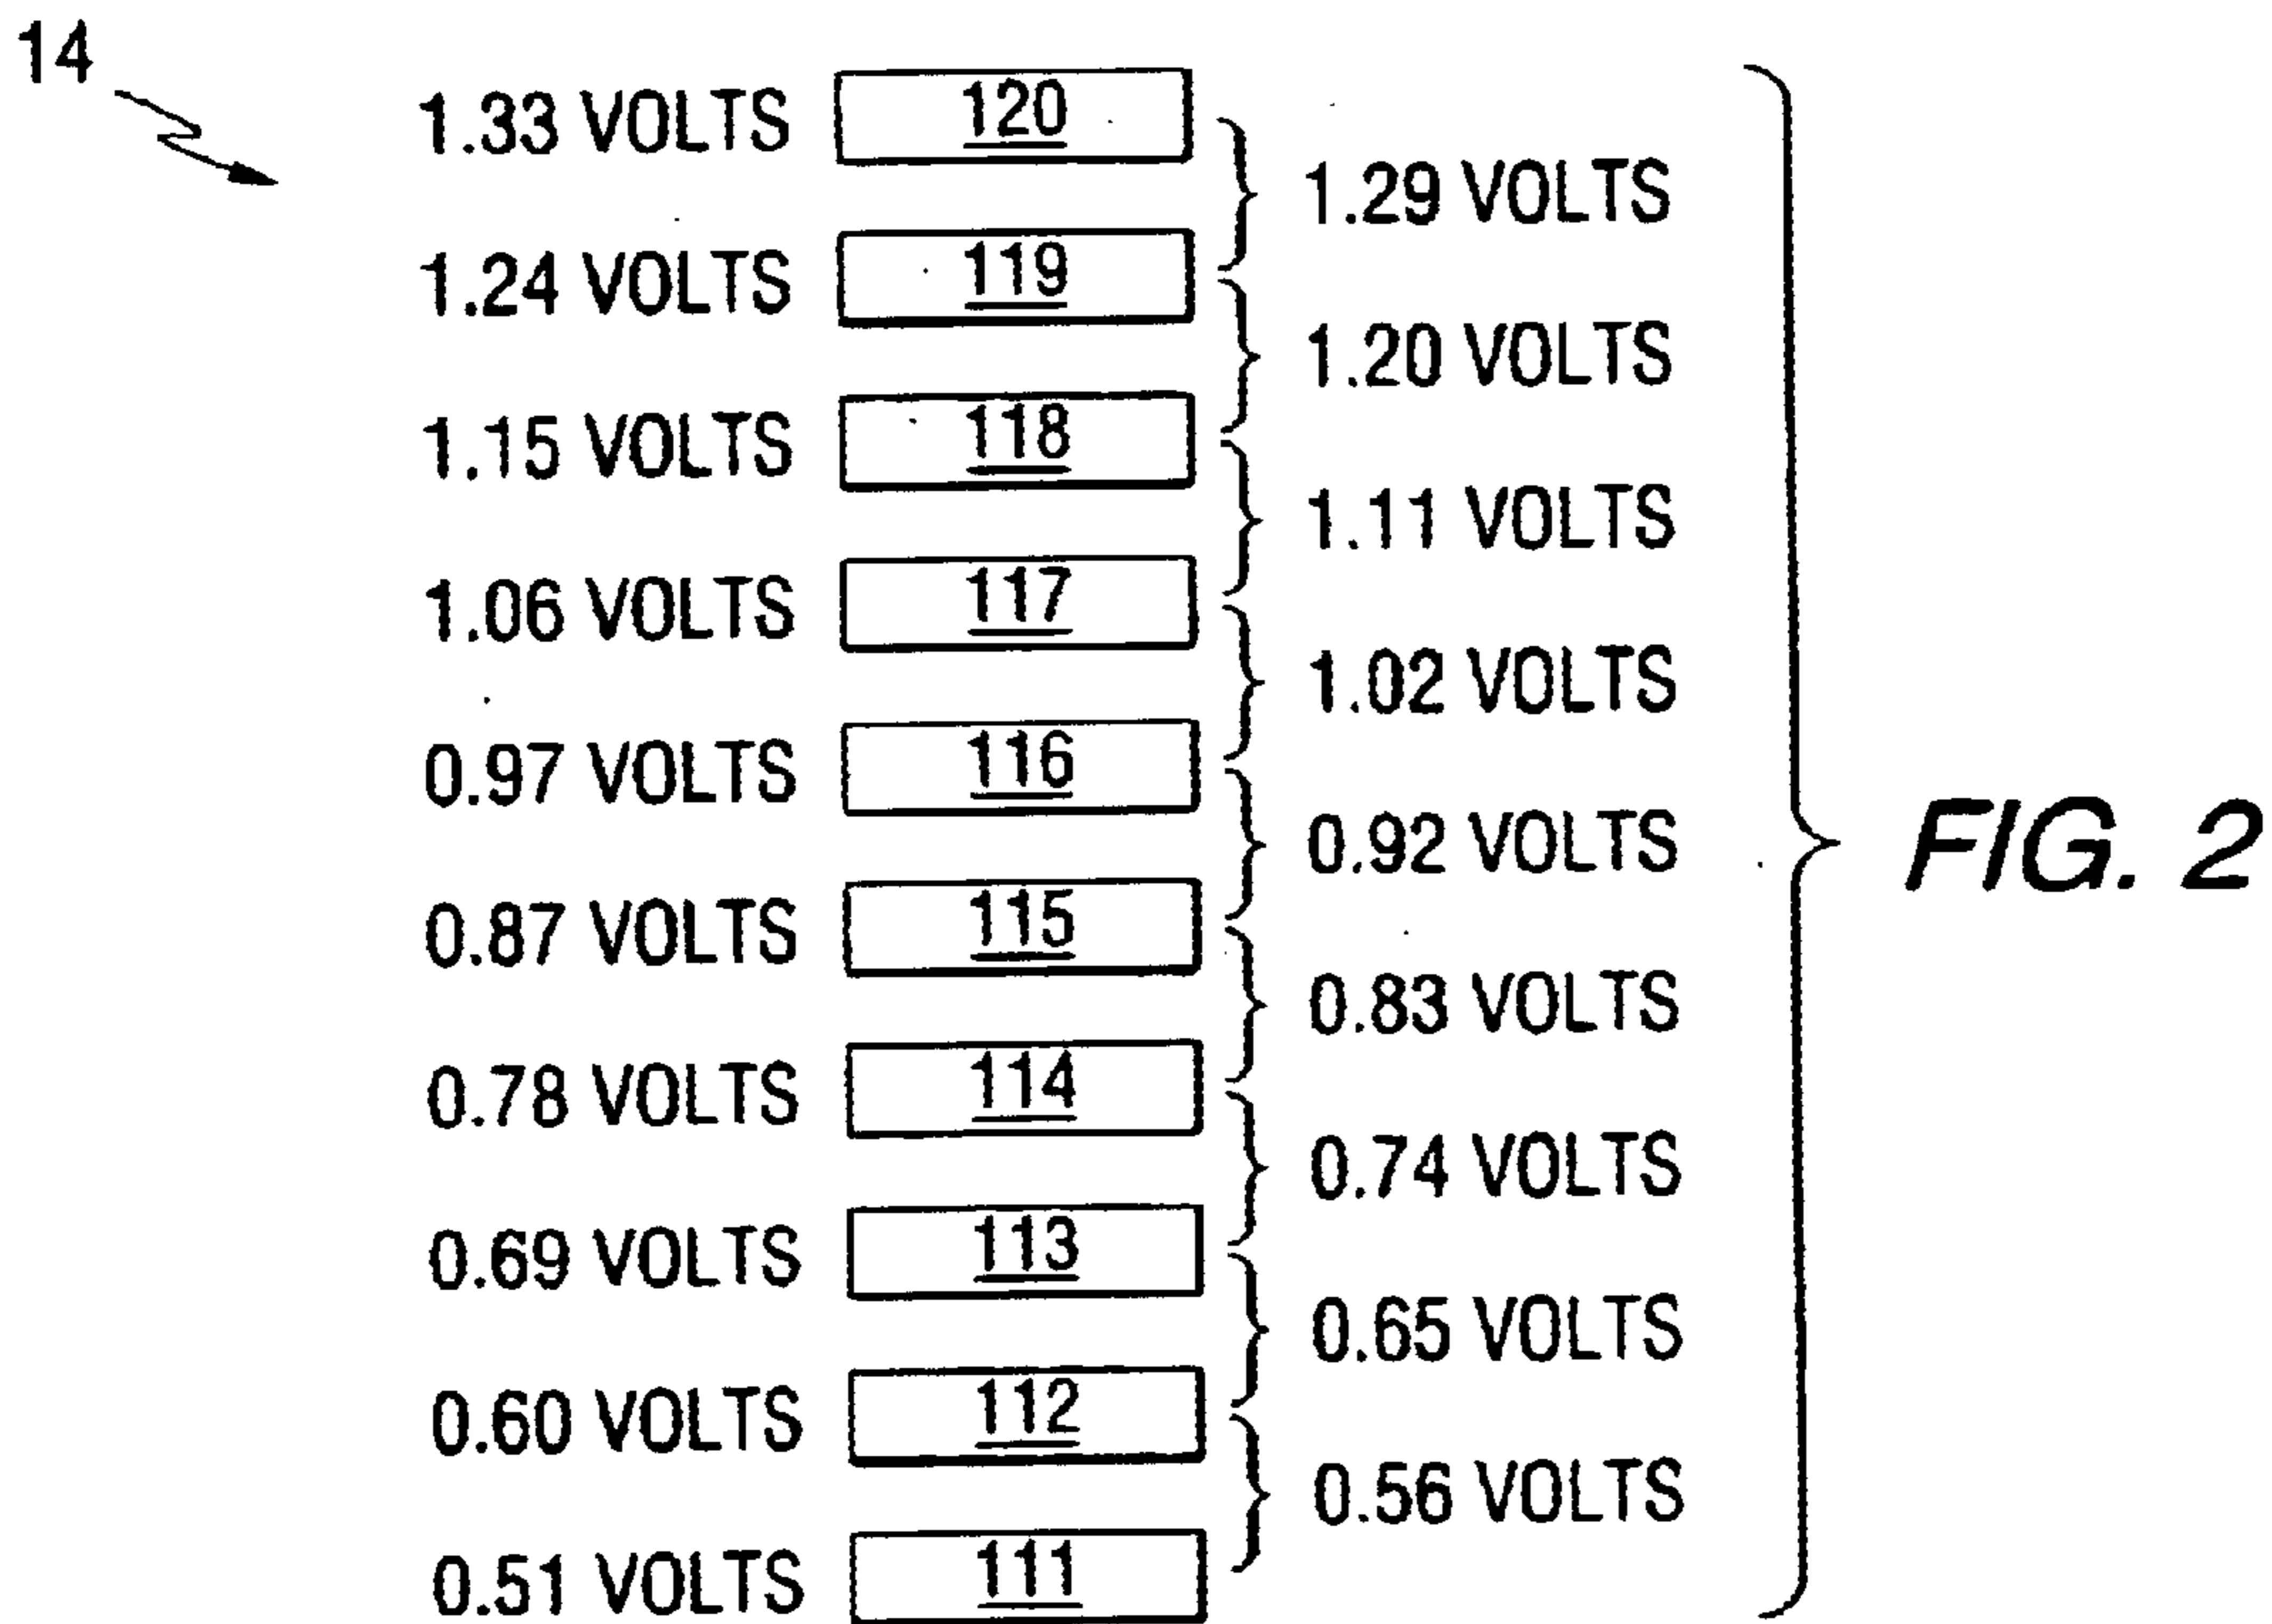 14
1.33 VOLTS 120
1.29 VOLTS
1.24 VOLTS 119
1.20 VOLTS
1.15 VOLTS 118
1.11 VOLTS
1.06 VOLTS 117
1.02 VOLTS
0.97 VOLTS 116
0.92 VOLTS
0.87 VOLTS 115
0.83 VOLTS
0.78 VOLTS 114
0.74 VOLTS
0.69 VOLTS 113
0.65 VOLTS
0.60 VOLTS 112
0.56 VOLTS
0.51 VOLTS 111
FIG. 2